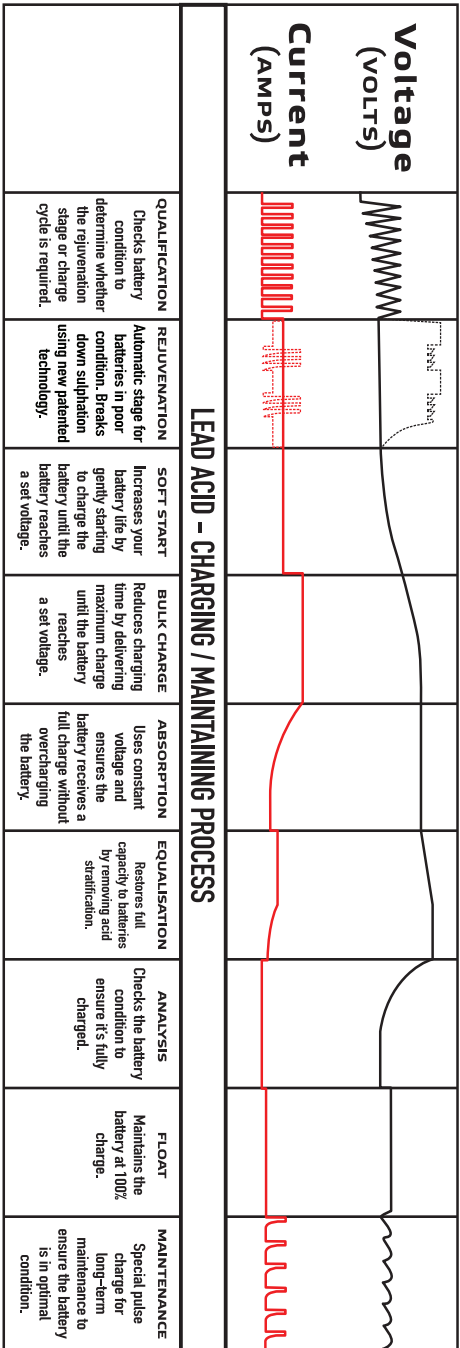 Voltage
(VOLTS)
Current
(AMPS)
LEAD ACID - CHARGING / MAINTAINING PROCESS
QUALIFICATION
Checks battery
condition to
determine whether
the rejuvenation
stage or charge
cycle is required.
REJUVENATION
Automatic stage for
batteries in poor
condition. Breaks
down sulphation
using new patented
technology.
SOFT START
Increases your
battery life by
gently starting
to charge the
battery until the
battery reaches
a set voltage.
BULK CHARGE
Reduces charging
time by delivering
maximum charge
until the battery
reaches
a set voltage.
ABSORPTION
Uses constant
voltage and
ensures the
battery receives a
full charge without
overcharging
the battery.
EQUALISATION
Restores full
capacity to batteries
by removing acid
stratification.
ANALYSIS
Checks the battery
condition to
ensure it's fully
charged.
FLOAT
Maintains the
battery at 100%
charge.
MAINTENANCE
Special pulse
charge for
long-term
maintenance to
ensure the battery
is in optimal
condition.